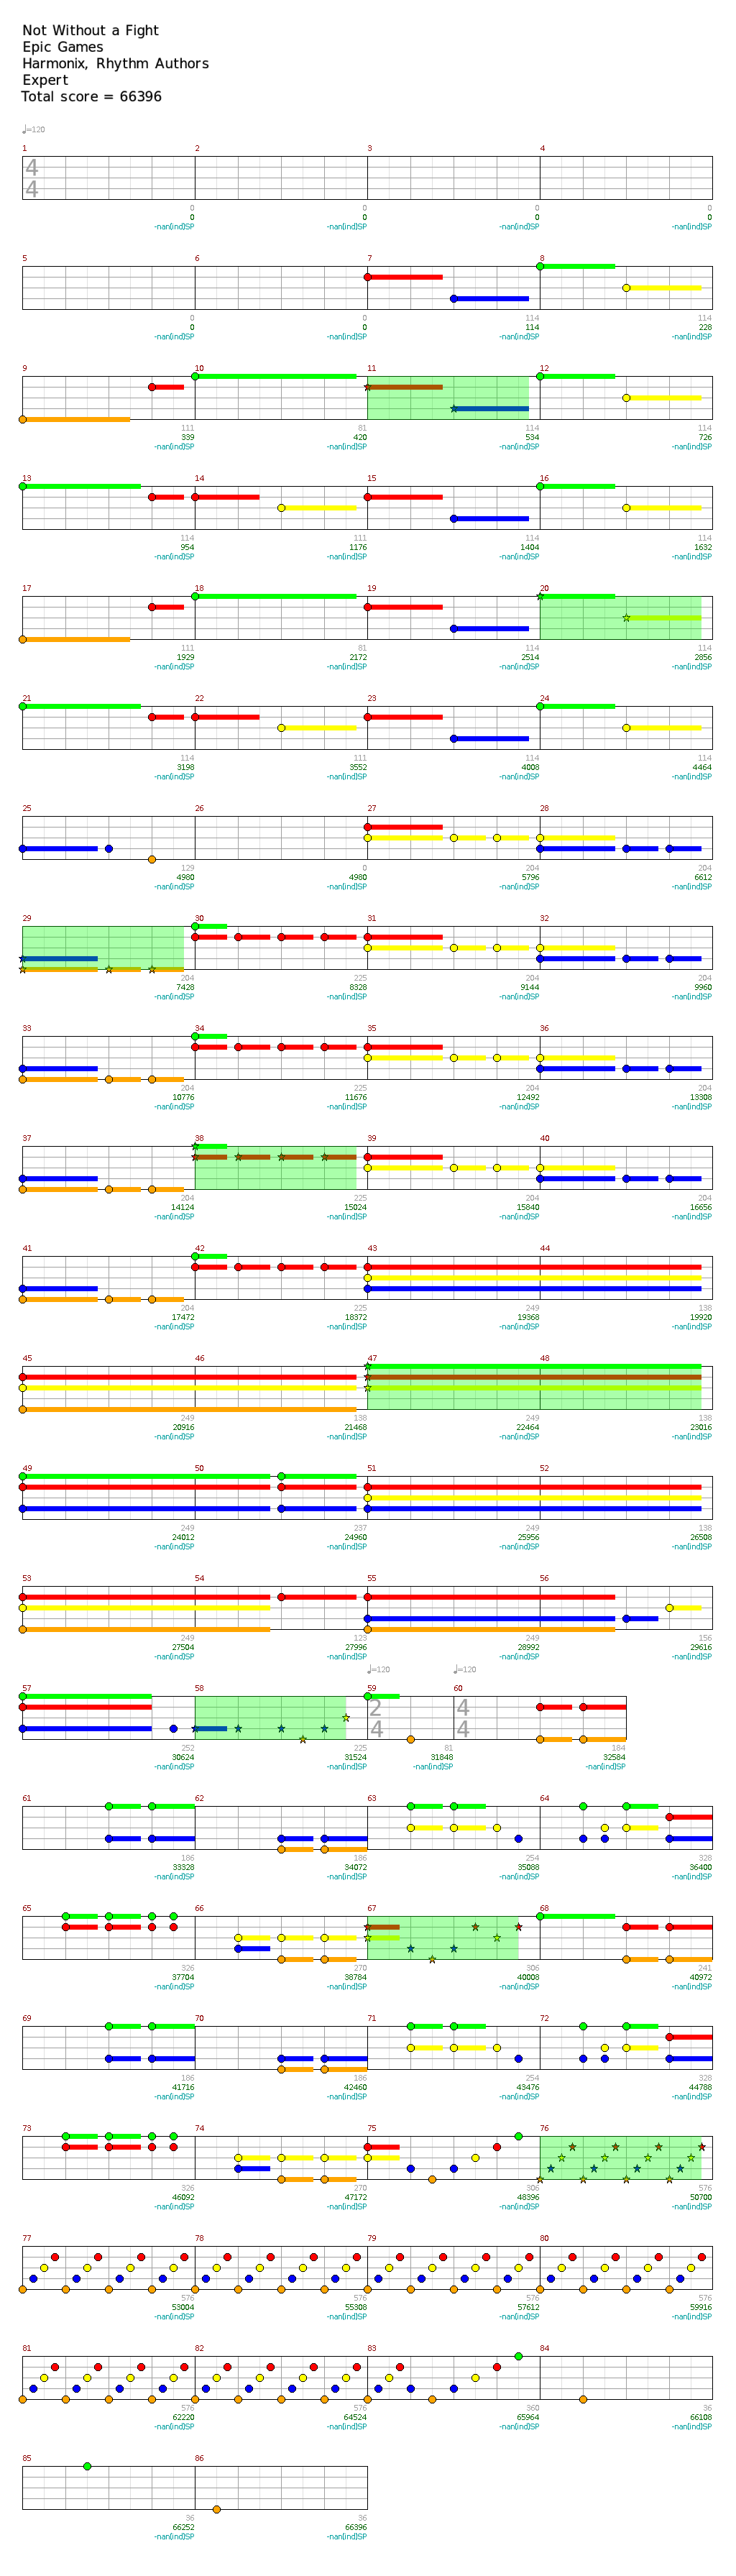 Not Without a Fight
Epic Games
Harmonix, Rhythm Authors
Expert
Total score = 66396
♩=120
1 2 3 4
4
4
0 0 0 0
0 0 0 0
-nan(ind)SP -nan(ind)SP -nan(ind)SP -nan(ind)SP
5 6 7 8
0 0 114 114
0 0 114 228
-nan(ind)SP -nan(ind)SP -nan(ind)SP -nan(ind)SP
9 10 11 12
111 81 114 114
339 420 534 726
-nan(ind)SP -nan(ind)SP -nan(ind)SP -nan(ind)SP
13 14 15 16
114 111 114 114
954 1176 1404 1632
-nan(ind)SP -nan(ind)SP -nan(ind)SP -nan(ind)SP
17 18 19 20
111 81 114 114
1929 2172 2514 2856
-nan(ind)SP -nan(ind)SP -nan(ind)SP -nan(ind)SP
21 22 23 24
114 111 114 114
3198 3552 4008 4464
-nan(ind)SP -nan(ind)SP -nan(ind)SP -nan(ind)SP
25 26 27 28
129 0 204 204
4980 4980 5796 6612
-nan(ind)SP -nan(ind)SP -nan(ind)SP -nan(ind)SP
29 30 31 32
204 225 204 204
7428 8328 9144 9960
-nan(ind)SP -nan(ind)SP -nan(ind)SP -nan(ind)SP
33 34 35 36
204 225 204 204
10776 11676 12492 13308
-nan(ind)SP -nan(ind)SP -nan(ind)SP -nan(ind)SP
37 38 39 40
204 225 204 204
14124 15024 15840 16656
-nan(ind)SP -nan(ind)SP -nan(ind)SP -nan(ind)SP
41 42 43 44
204 225 249 138
17472 18372 19368 19920
-nan(ind)SP -nan(ind)SP -nan(ind)SP -nan(ind)SP
45 46 47 48
249 138 249 138
20916 21468 22464 23016
-nan(ind)SP -nan(ind)SP -nan(ind)SP -nan(ind)SP
49 50 51 52
249 237 249 138
24012 24960 25956 26508
-nan(ind)SP -nan(ind)SP -nan(ind)SP -nan(ind)SP
53 54 55 56
249 123 249 156
27504 27996 28992 29616
-nan(ind)SP -nan(ind)SP -nan(ind)SP -nan(ind)SP
♩=120 ♩=120
57 58 59 60
2 4
4 4
252 225 81 184
30624 31524 31848 32584
-nan(ind)SP -nan(ind)SP -nan(ind)SP -nan(ind)SP
61 62 63 64
186 186 254 328
33328 34072 35088 36400
-nan(ind)SP -nan(ind)SP -nan(ind)SP -nan(ind)SP
65 66 67 68
326 270 306 241
37704 38784 40008 40972
-nan(ind)SP -nan(ind)SP -nan(ind)SP -nan(ind)SP
69 70 71 72
186 186 254 328
41716 42460 43476 44788
-nan(ind)SP -nan(ind)SP -nan(ind)SP -nan(ind)SP
73 74 75 76
326 270 306 576
46092 47172 48396 50700
-nan(ind)SP -nan(ind)SP -nan(ind)SP -nan(ind)SP
77 78 79 80
576 576 576 576
53004 55308 57612 59916
-nan(ind)SP -nan(ind)SP -nan(ind)SP -nan(ind)SP
81 82 83 84
576 576 360 36
62220 64524 65964 66108
-nan(ind)SP -nan(ind)SP -nan(ind)SP -nan(ind)SP
85 86
36 36
66252 66396
-nan(ind)SP -nan(ind)SP